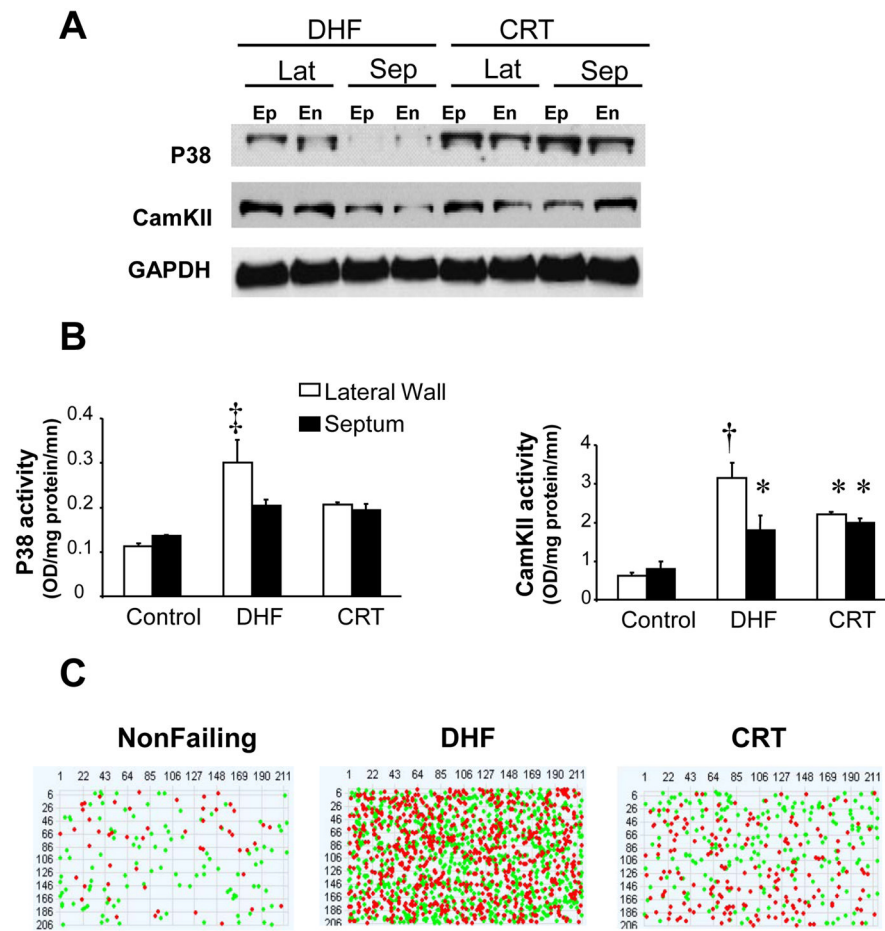 A
DHF CRT
Lat Sep Lat Sep
Ep En Ep En Ep En Ep En
P38
CamKII
GAPDH
B
Lateral Wall
Septum
P38 activity
(OD/mg protein/mn)
0.4
0.3
0.2
0.1
0
‡
Control DHF CRT
CamKII activity
(OD/mg protein/mn)
4
3
2
1
0
†
* * *
Control DHF CRT
C
NonFailing DHF CRT
1 22 43 64 85 106 127 148 169 190 211
6
26
46
66
86
106
126
146
166
186
206
1 22 43 64 85 106 127 148 169 190 211
6
26
46
66
86
106
126
146
166
186
206
1 22 43 64 85 106 127 148 169 190 211
6
26
46
66
86
106
126
146
166
186
206